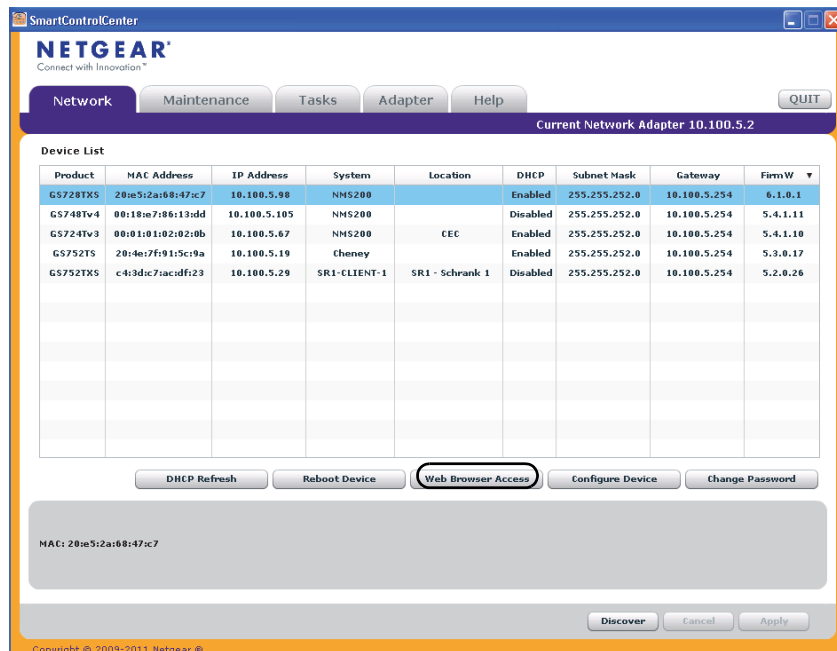 SmartControlCenter
NETGEAR
Connect with Innovation™
Network Maintenance Tasks Adapter Help QUIT
Current Network Adapter 10.100.5.2
Device List
Product MAC Address IP Address System Location DHCP Subnet Mask Gateway FirmW ▼
GS728TXS 20:e5:2a:68:47:c7 10.100.5.98 NMS200 Enabled 255.255.252.0 10.100.5.254 6.1.0.1
GS748Tv4 00:18:e7:86:13:dd 10.100.5.105 NMS200 Disabled 255.255.252.0 10.100.5.254 5.4.1.11
GS724Tv3 00:01:01:02:02:0b 10.100.5.67 NMS200 CEC Enabled 255.255.252.0 10.100.5.254 5.4.1.10
GS752TS 20:4e:7f:91:5c:9a 10.100.5.19 Cheney Enabled 255.255.252.0 10.100.5.254 5.3.0.17
GS752TXS c4:3d:c7:ac:df:23 10.100.5.29 SR1-CLIENT-1 SR1 - Schrank 1 Disabled 255.255.252.0 10.100.5.254 5.2.0.26
DHCP Refresh Reboot Device Web Browser Access Configure Device Change Password
MAC: 20:e5:2a:68:47:c7
Discover Cancel Apply
Copyright © 2009-2011 Netgear ®